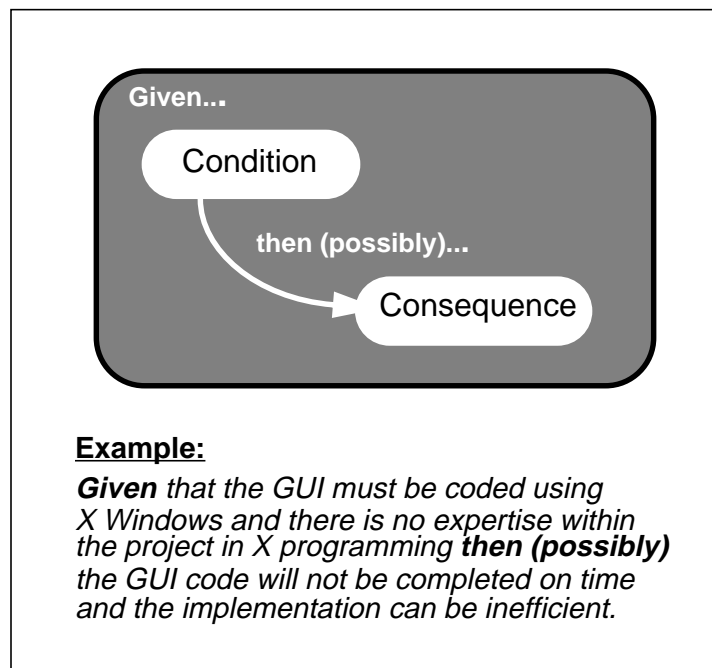 Given...
Condition
then (possibly)...
Consequence
Example:
Given that the GUI must be coded using
X Windows and there is no expertise within
the project in X programming then (possibly)
the GUI code will not be completed on time
and the implementation can be inefficient.